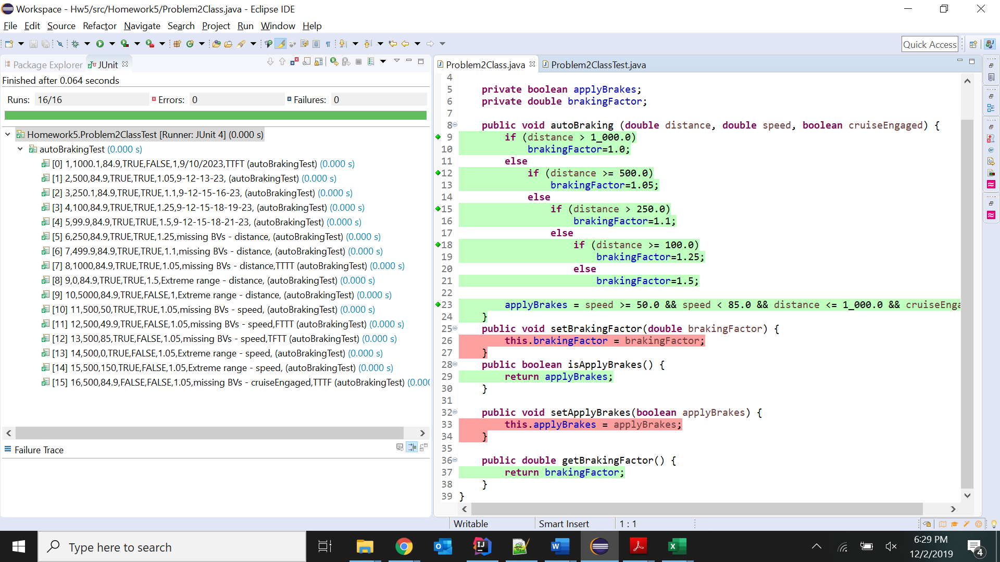 Workspace - Hw5/src/Homework5/Problem2Class.java - Eclipse IDE
File Edit Source Refactor Navigate Search Project Run Window Help
Quick Access
Package Explorer JUnit
Finished after 0.064 seconds
Runs: 16/16 Errors: 0 Failures: 0
Homework5.Problem2ClassTest [Runner: JUnit 4] (0.000 s)
autoBrakingTest (0.000 s)
[0] 1,1000.1,84.9,TRUE,FALSE,1,9/10/2023,TTFT (autoBrakingTest) (0.000 s)
[1] 2,500,84.9,TRUE,TRUE,1.05,9-12-13-23, (autoBrakingTest) (0.000 s)
[2] 3,250.1,84.9,TRUE,TRUE,1.1,9-12-15-16-23, (autoBrakingTest) (0.000 s)
[3] 4,100,84.9,TRUE,TRUE,1.25,9-12-15-18-19-23, (autoBrakingTest) (0.000 s)
[4] 5,99.9,84.9,TRUE,TRUE,1.5,9-12-15-18-21-23, (autoBrakingTest) (0.000 s)
[5] 6,250,84.9,TRUE,TRUE,1.25,missing BVs - distance, (autoBrakingTest) (0.000 s)
[6] 7,499.9,84.9,TRUE,TRUE,1.1,missing BVs - distance, (autoBrakingTest) (0.000 s)
[7] 8,1000,84.9,TRUE,TRUE,1.05,missing BVs - distance,TTTT (autoBrakingTest) (0.000 s)
[8] 9,0,84.9,TRUE,TRUE,1.5,Extreme range - distance, (autoBrakingTest) (0.000 s)
[9] 10,5000,84.9,TRUE,FALSE,1,Extreme range - distance, (autoBrakingTest) (0.000 s)
[10] 11,500,50,TRUE,TRUE,1.05,missing BVs - speed, (autoBrakingTest) (0.000 s)
[11] 12,500,49.9,TRUE,FALSE,1.05,missing BVs - speed,FTTT (autoBrakingTest) (0.000 s)
[12] 13,500,85,TRUE,FALSE,1.05,missing BVs - speed,TFTT (autoBrakingTest) (0.000 s)
[13] 14,500,0,TRUE,FALSE,1.05,Extreme range - speed, (autoBrakingTest) (0.000 s)
[14] 15,500,150,TRUE,FALSE,1.05,Extreme range - speed, (autoBrakingTest) (0.000 s)
[15] 16,500,84.9,FALSE,FALSE,1.05,missing BVs - cruiseEngaged,TTTF (autoBrakingTest) (0.00
Failure Trace
Problem2Class.java Problem2ClassTest.java
4
5 private boolean applyBrakes;
6 private double brakingFactor;
7
8 public void autoBraking (double distance, double speed, boolean cruiseEngaged) {
9 if (distance > 1_000.0)
10 brakingFactor=1.0;
11 else
12 if (distance >= 500.0)
13 brakingFactor=1.05;
14 else
15 if (distance > 250.0)
16 brakingFactor=1.1;
17 else
18 if (distance >= 100.0)
19 brakingFactor=1.25;
20 else
21 brakingFactor=1.5;
22
23 applyBrakes = speed >= 50.0 && speed < 85.0 && distance <= 1_000.0 && cruiseEnga
24 }
25 public void setBrakingFactor(double brakingFactor) {
26 this.brakingFactor = brakingFactor;
27 }
28 public boolean isApplyBrakes() {
29 return applyBrakes;
30 }
31
32 public void setApplyBrakes(boolean applyBrakes) {
33 this.applyBrakes = applyBrakes;
34 }
35
36 public double getBrakingFactor() {
37 return brakingFactor;
38 }
39 }
Writable Smart Insert 1 : 1
Type here to search
6:29 PM
12/2/2019
4